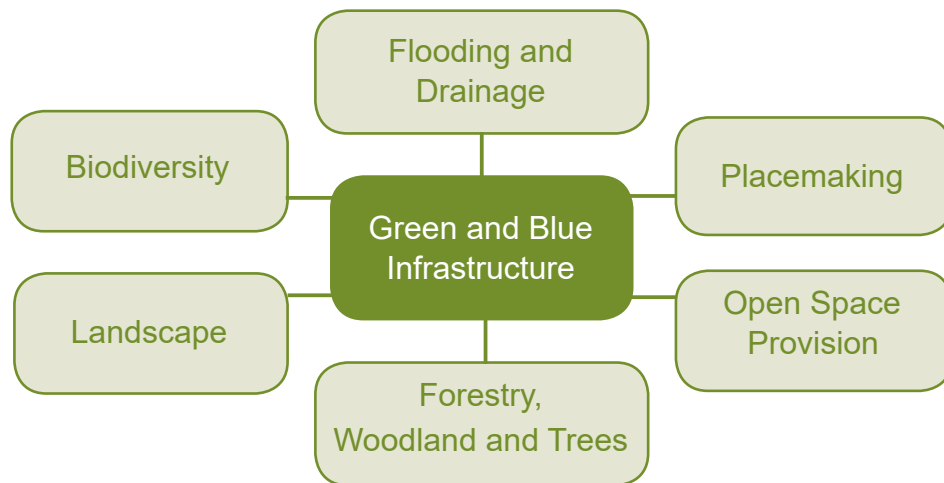 Flooding and
Drainage
Biodiversity
Placemaking
Green and Blue
Infrastructure
Landscape
Open Space
Provision
Forestry,
Woodland and Trees